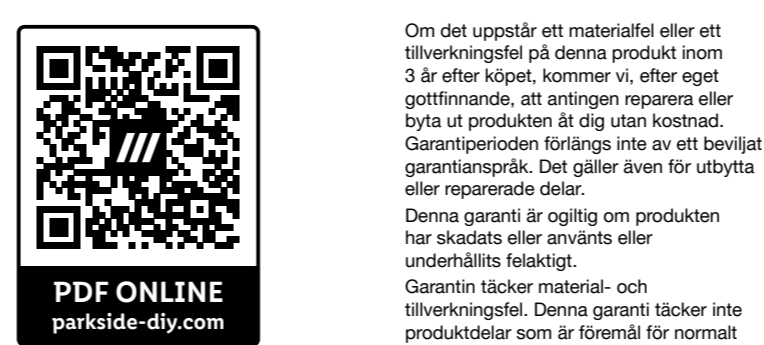 PDF ONLINE
parkside-diy.com
Om det uppstår ett materialfel eller ett
tillverkningsfel på denna produkt inom
3 år efter köpet, kommer vi, efter eget
gottfinnande, att antingen reparera eller
byta ut produkten åt dig utan kostnad.
Garantiperioden förlängs inte av ett beviljat
garantianspråk. Det gäller även för utbytta
eller reparerade delar.
Denna garanti är ogiltig om produkten
har skadats eller använts eller
underhållits felaktigt.
Garantin täcker material- och
tillverkningsfel. Denna garanti täcker inte
produktdelar som är föremål för normalt